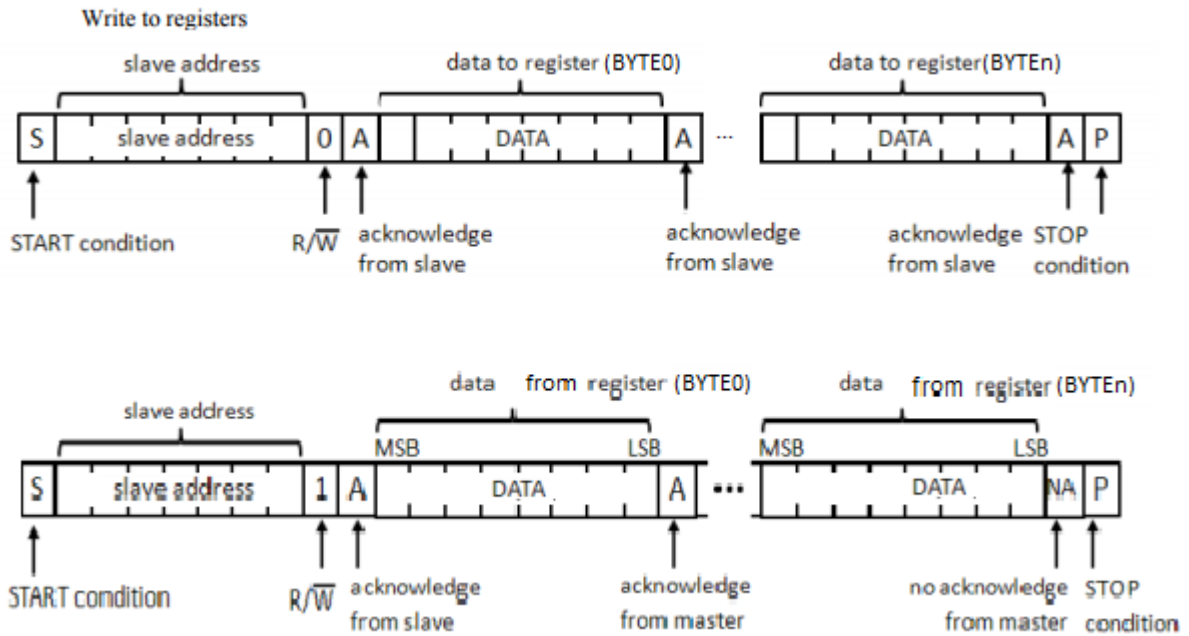 Write to registers
slave address
data to register (BYTE0)
data to register(BYTEn)
S slave address 0 A DATA A ... DATA A P
START condition
R/W̅
acknowledge
from slave
acknowledge
from slave
acknowledge
from slave
STOP
condition
slave address
data from register (BYTE0)
data from register (BYTEn)
MSB LSB MSB LSB
S slave address 1 A DATA A ... DATA NA P
START condition
R/W̅
acknowledge
from slave
acknowledge
from master
no acknowledge
from master
STOP
condition